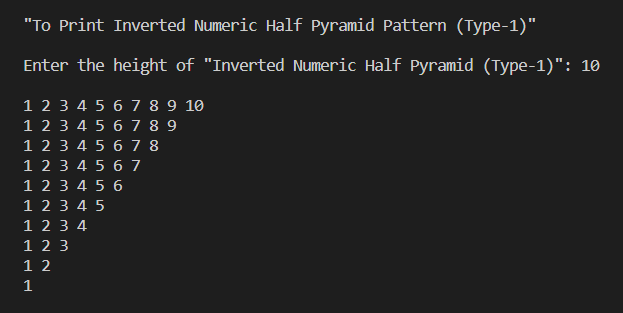 "To Print Inverted Numeric Half Pyramid Pattern (Type-1)"
Enter the height of "Inverted Numeric Half Pyramid (Type-1)": 10
1 2 3 4 5 6 7 8 9 10
1 2 3 4 5 6 7 8 9
1 2 3 4 5 6 7 8
1 2 3 4 5 6 7
1 2 3 4 5 6
1 2 3 4 5
1 2 3 4
1 2 3
1 2
1